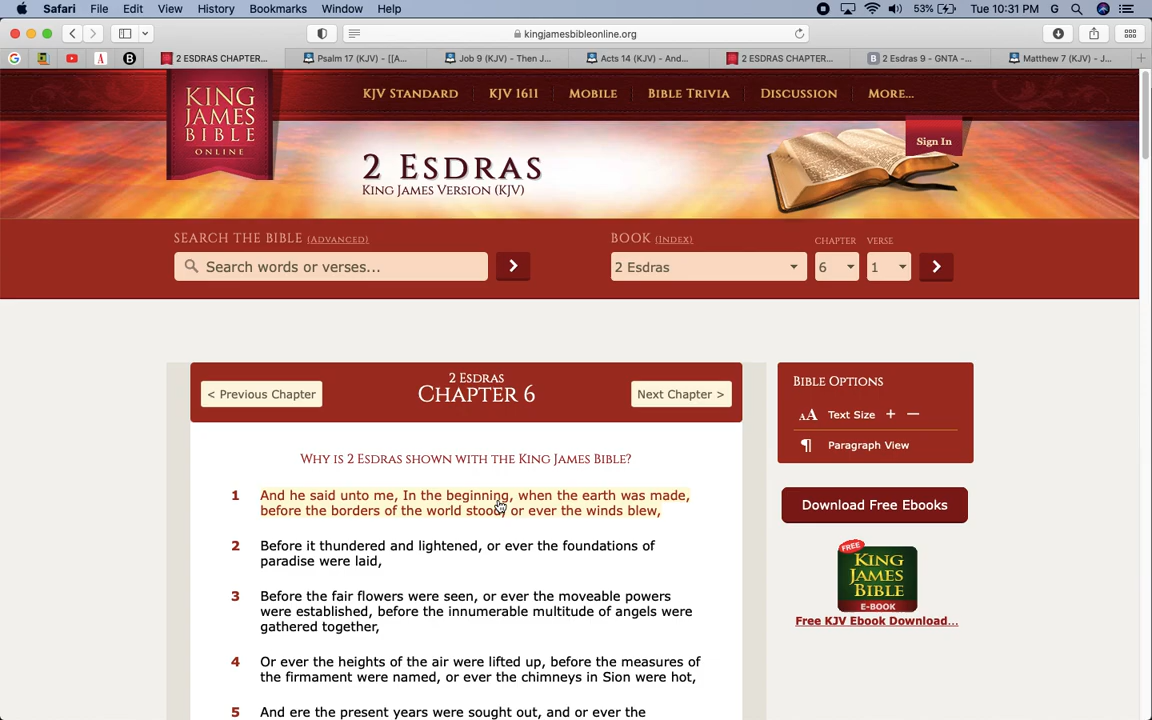 Safari File Edit View History Bookmarks Window Help 53% Tue 10:31 PM G
kingjamesbibleonline.org
G A B 2 ESDRAS CHAPTER... Psalm 17 (KJV) - [[A... Job 9 (KJV) - Then J... Acts 14 (KJV) - And... 2 ESDRAS CHAPTER... B 2 Esdras 9 - GNTA -... Matthew 7 (KJV) - J...
KING
JAMES
BIBLE
ONLINE
KJV STANDARD KJV 1611 MOBILE BIBLE TRIVIA DISCUSSION MORE...
Sign In
2 ESDRAS
KING JAMES VERSION (KJV)
SEARCH THE BIBLE (ADVANCED) BOOK (INDEX) CHAPTER VERSE
Search words or verses... 2 Esdras 6 1
2 ESDRAS
< Previous Chapter CHAPTER 6 Next Chapter >
WHY IS 2 ESDRAS SHOWN WITH THE KING JAMES BIBLE?
1 And he said unto me, In the beginning, when the earth was made,
before the borders of the world stood, or ever the winds blew,
2 Before it thundered and lightened, or ever the foundations of
paradise were laid,
3 Before the fair flowers were seen, or ever the moveable powers
were established, before the innumerable multitude of angels were
gathered together,
4 Or ever the heights of the air were lifted up, before the measures of
the firmament were named, or ever the chimneys in Sion were hot,
5 And ere the present years were sought out, and or ever the
BIBLE OPTIONS
AA Text Size + −
¶ Paragraph View
Download Free Ebooks
FREE
KING
JAMES
BIBLE
E-BOOK
Free KJV Ebook Download...